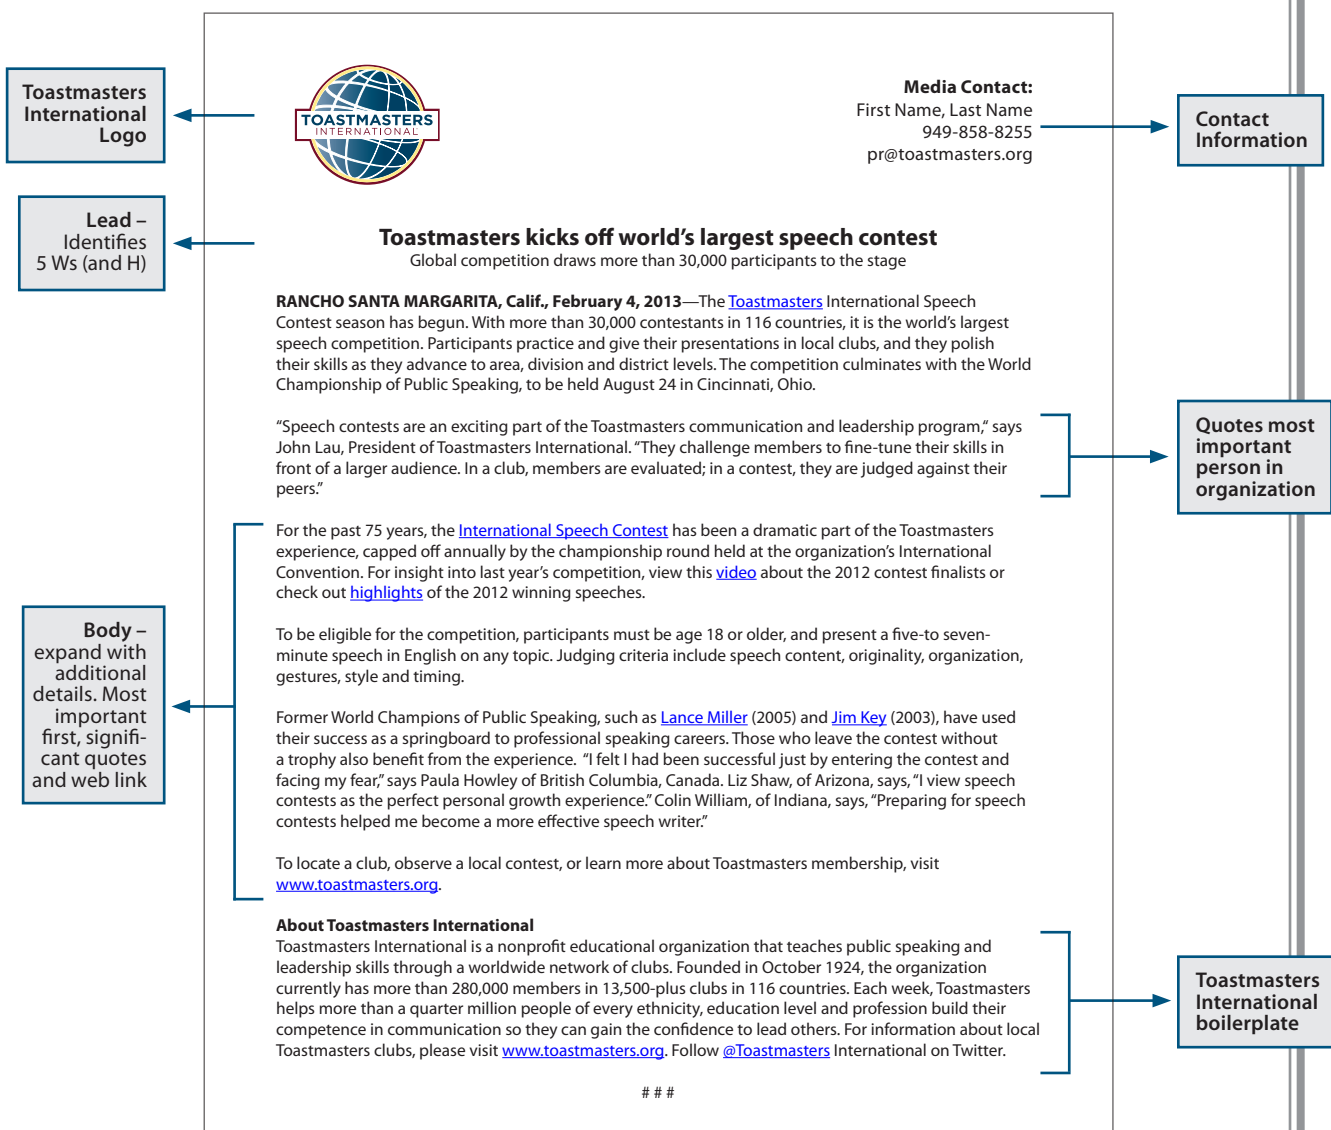 Toastmasters
International
Logo
TOASTMASTERS
INTERNATIONAL
Media Contact:
First Name, Last Name
949-858-8255
pr@toastmasters.org
Contact
Information
Lead –
Identifies
5 Ws (and H)
Toastmasters kicks off world's largest speech contest
Global competition draws more than 30,000 participants to the stage
RANCHO SANTA MARGARITA, Calif., February 4, 2013—The Toastmasters International Speech
Contest season has begun. With more than 30,000 contestants in 116 countries, it is the world's largest
speech competition. Participants practice and give their presentations in local clubs, and they polish
their skills as they advance to area, division and district levels. The competition culminates with the World
Championship of Public Speaking, to be held August 24 in Cincinnati, Ohio.
“Speech contests are an exciting part of the Toastmasters communication and leadership program,“ says
John Lau, President of Toastmasters International. “They challenge members to fine-tune their skills in
front of a larger audience. In a club, members are evaluated; in a contest, they are judged against their
peers.”
Quotes most
important
person in
organization
For the past 75 years, the International Speech Contest has been a dramatic part of the Toastmasters
experience, capped off annually by the championship round held at the organization's International
Convention. For insight into last year's competition, view this video about the 2012 contest finalists or
check out highlights of the 2012 winning speeches.
To be eligible for the competition, participants must be age 18 or older, and present a five-to seven-
minute speech in English on any topic. Judging criteria include speech content, originality, organization,
gestures, style and timing.
Former World Champions of Public Speaking, such as Lance Miller (2005) and Jim Key (2003), have used
their success as a springboard to professional speaking careers. Those who leave the contest without
a trophy also benefit from the experience. “I felt I had been successful just by entering the contest and
facing my fear,” says Paula Howley of British Columbia, Canada. Liz Shaw, of Arizona, says, “I view speech
contests as the perfect personal growth experience.” Colin William, of Indiana, says, “Preparing for speech
contests helped me become a more effective speech writer.”
To locate a club, observe a local contest, or learn more about Toastmasters membership, visit
www.toastmasters.org.
Body –
expand with
additional
details. Most
important
first, signifi-
cant quotes
and web link
About Toastmasters International
Toastmasters International is a nonprofit educational organization that teaches public speaking and
leadership skills through a worldwide network of clubs. Founded in October 1924, the organization
currently has more than 280,000 members in 13,500-plus clubs in 116 countries. Each week, Toastmasters
helps more than a quarter million people of every ethnicity, education level and profession build their
competence in communication so they can gain the confidence to lead others. For information about local
Toastmasters clubs, please visit www.toastmasters.org. Follow @Toastmasters International on Twitter.
Toastmasters
International
boilerplate
# # #